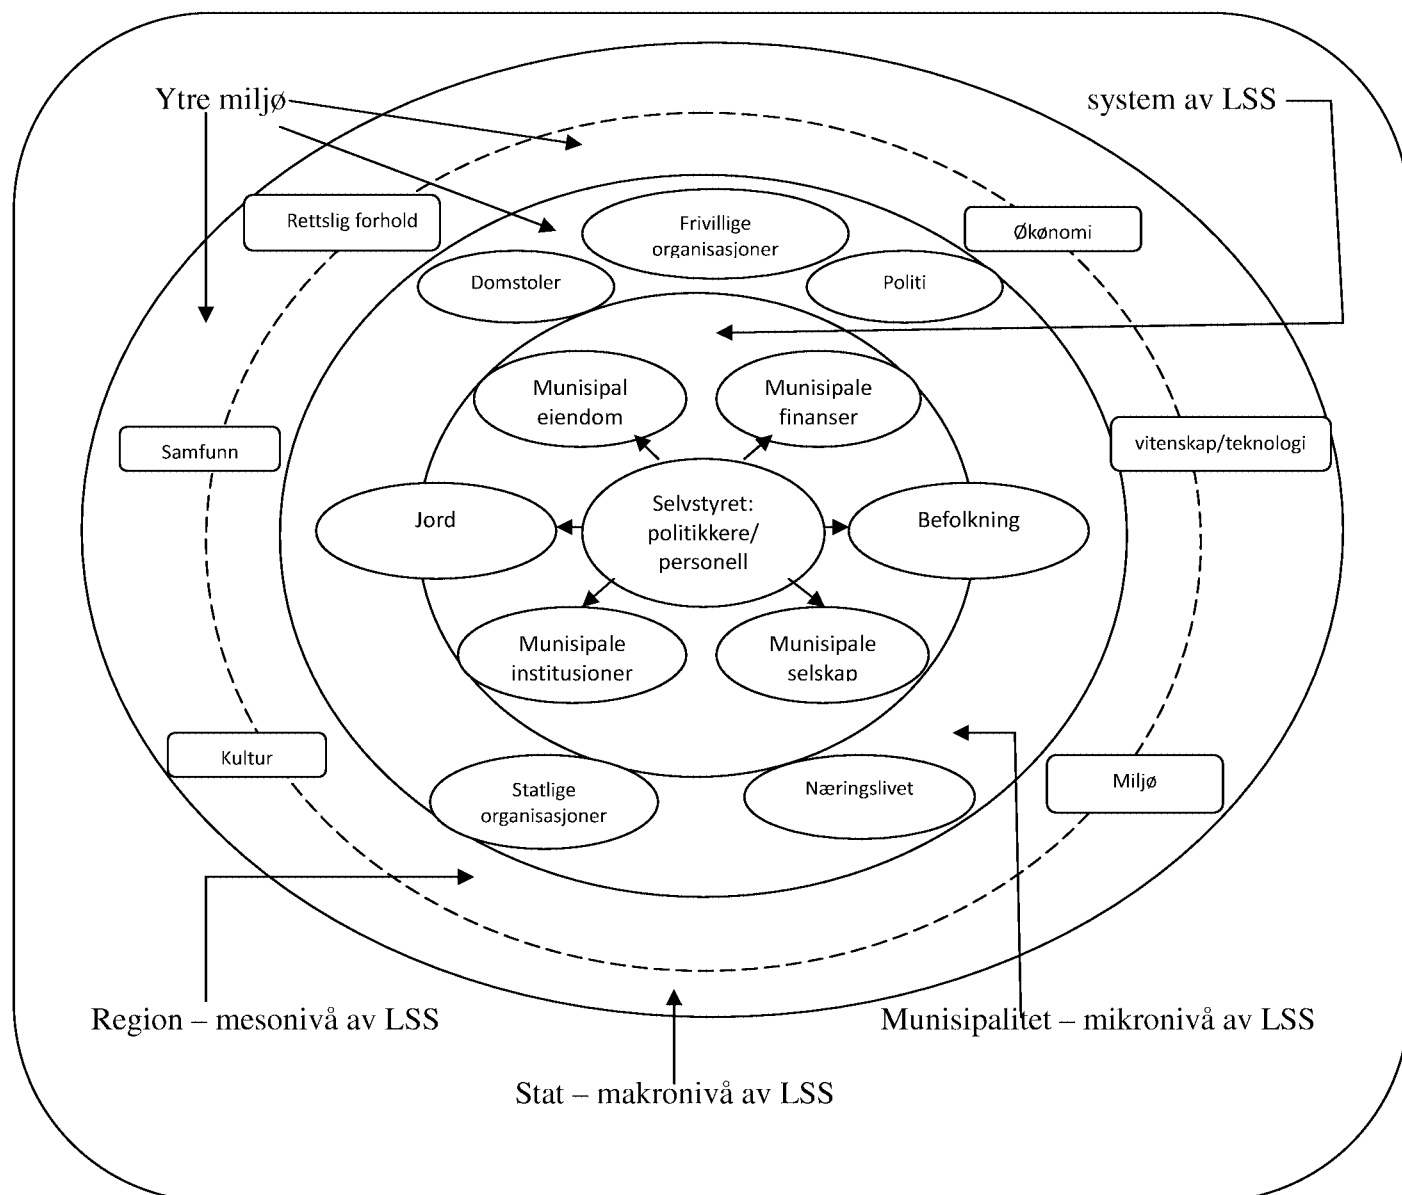 Ytre miljø
system av LSS
Rettslig forhold
Frivillige
organisasjoner
Økønomi
Domstoler
Politi
Munisipal
eiendom
Munisipale
finanser
Samfunn
vitenskap/teknologi
Jord
Selvstyret:
politikkere/
personell
Befolkning
Munisipale
institusjoner
Munisipale
selskap
Kultur
Statlige
organisasjoner
Næringslivet
Miljø
Region – mesonivå av LSS
Munisipalitet – mikronivå av LSS
Stat – makronivå av LSS